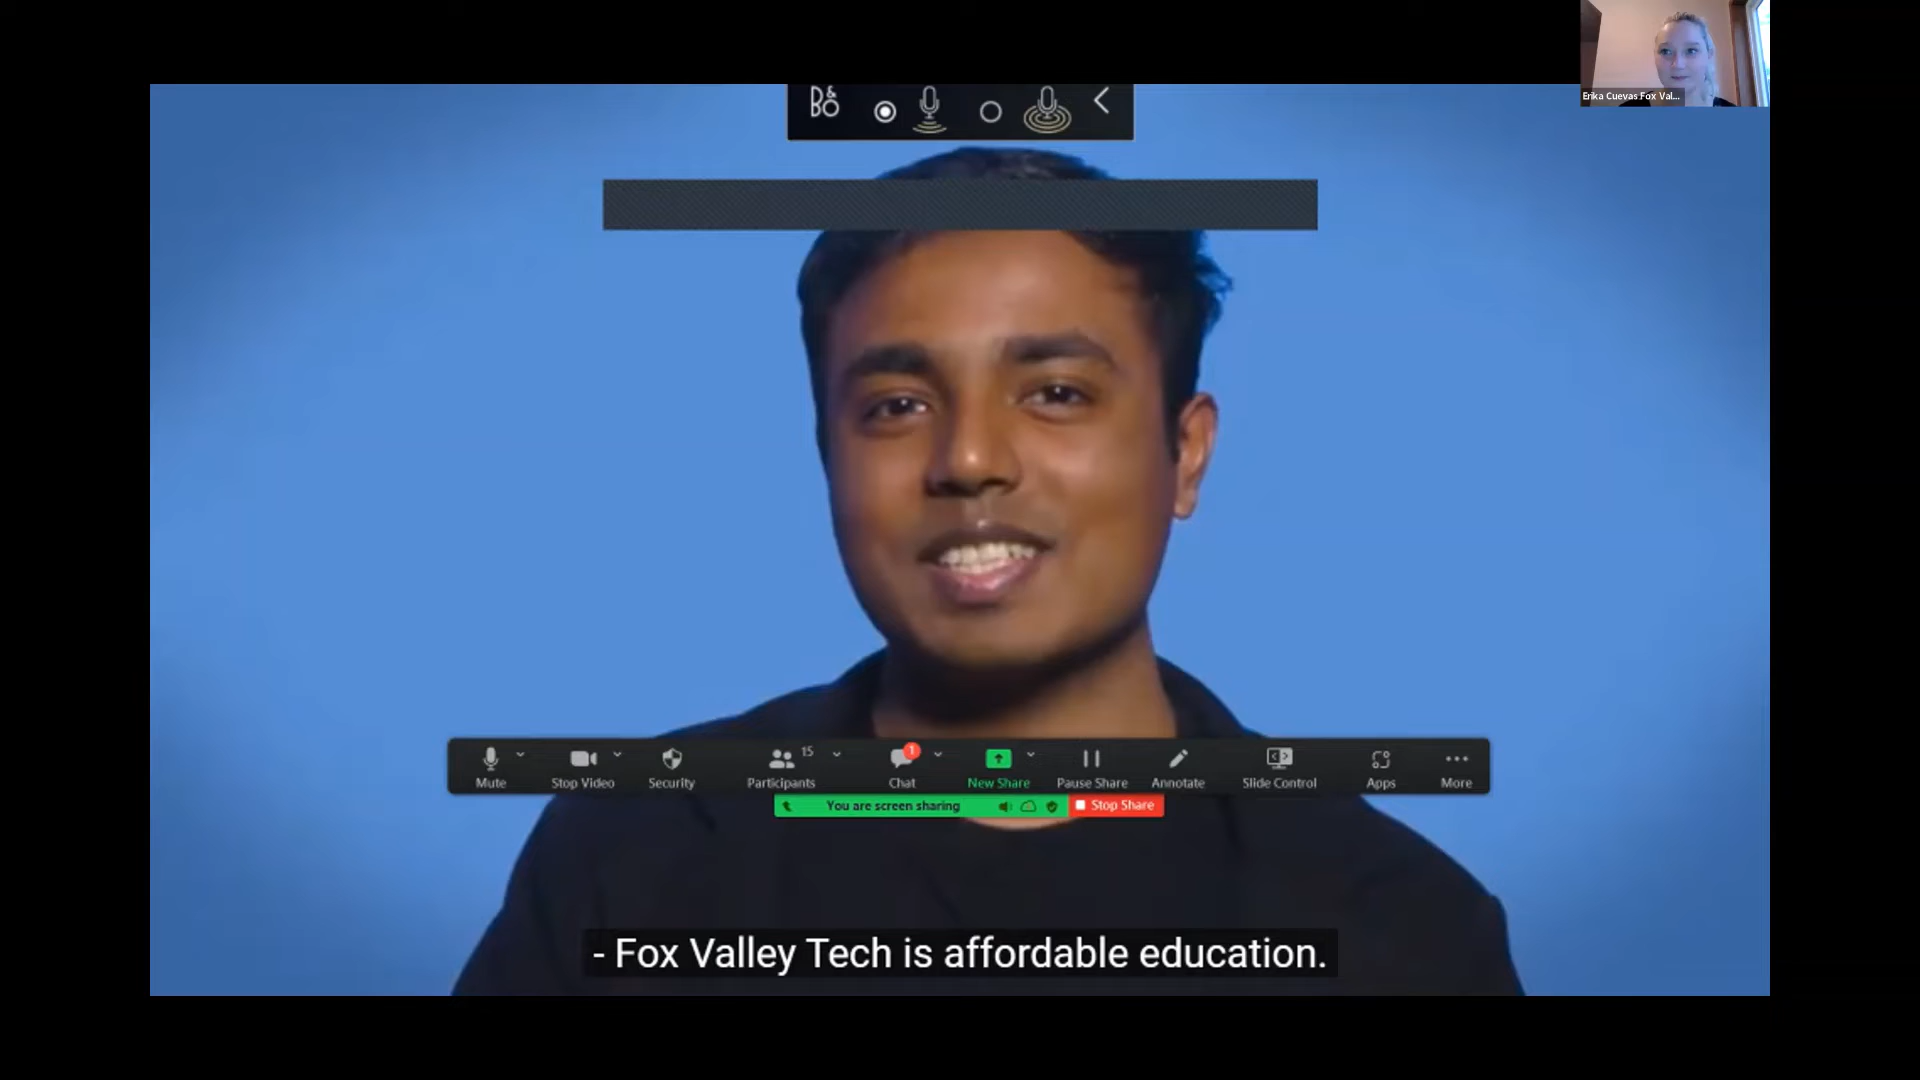 Erika Cuevas Fox Val...
B&O
15
1
Mute
Stop Video
Security
Participants
Chat
New Share
Pause Share
Annotate
Slide Control
Apps
More
You are screen sharing
Stop Share
- Fox Valley Tech is affordable education.